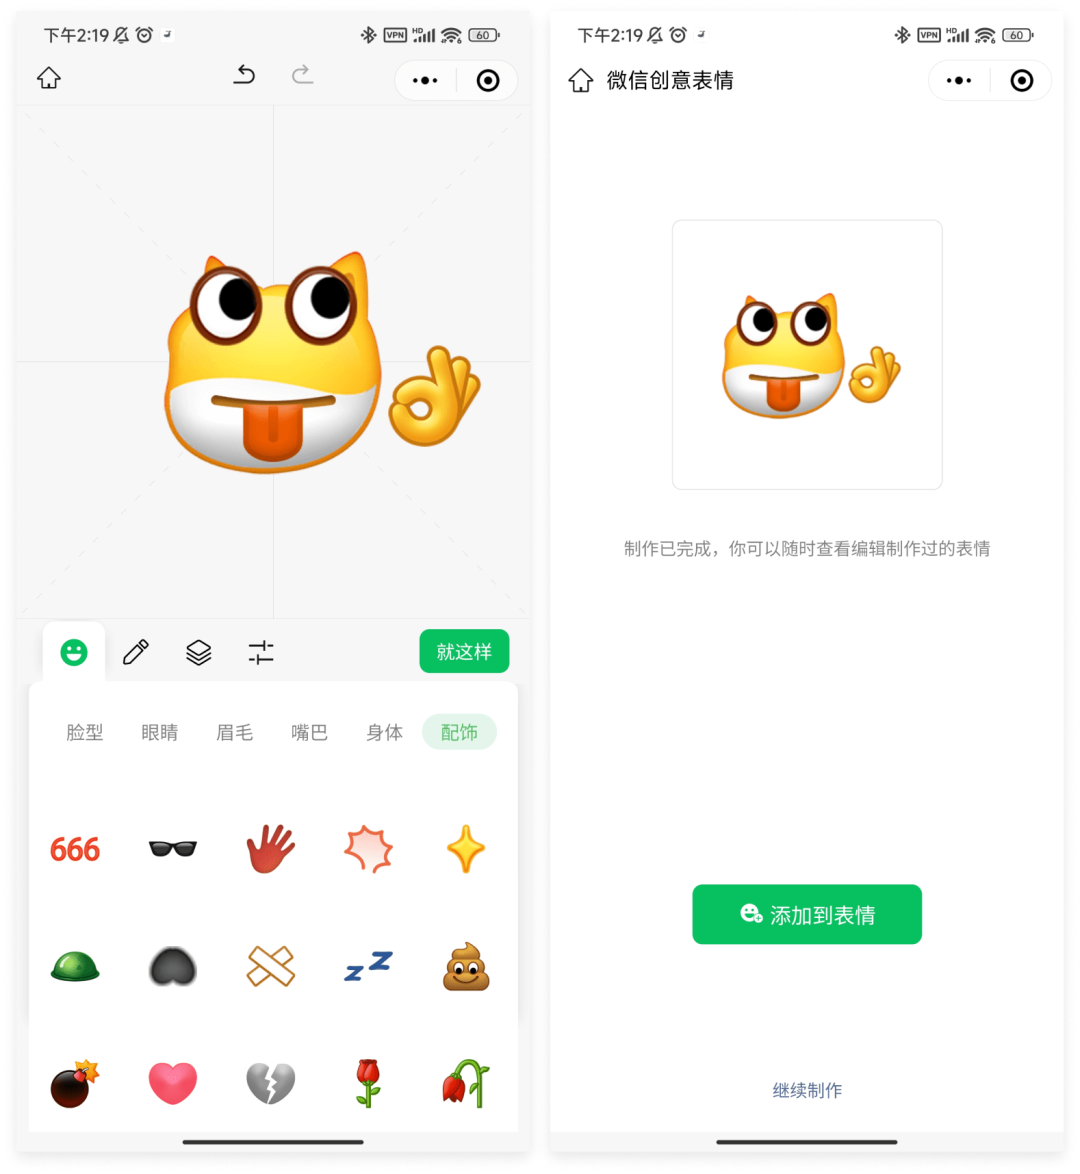 下午2:19
VPN
HD
60
就这样
脸型
眼睛
眉毛
嘴巴
身体
配饰
666
z Z
下午2:19
VPN
HD
60
微信创意表情
制作已完成，你可以随时查看编辑制作过的表情
添加到表情
继续制作